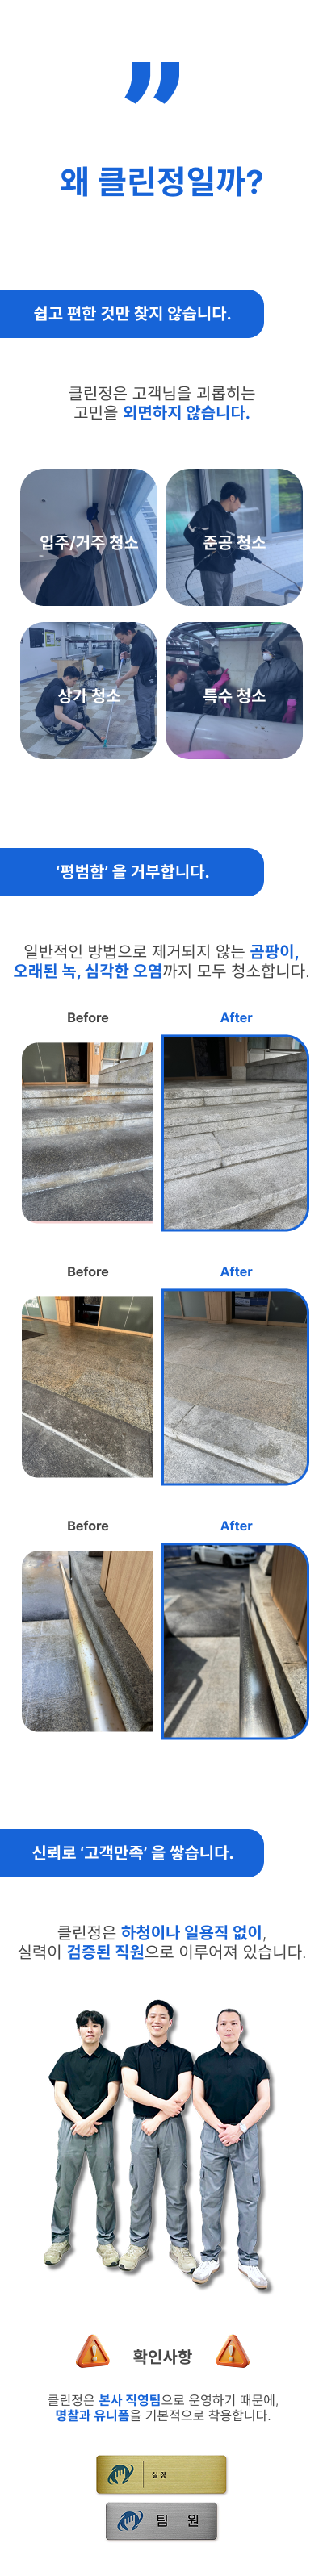 왜 클린정일까?
쉽고 편한 것만 찾지 않습니다.
클린정은 고객님을 괴롭히는
고민을 외면하지 않습니다.
입주/거주 청소
준공 청소
상가 청소
특수 청소
‘평범함’ 을 거부합니다.
일반적인 방법으로 제거되지 않는 곰팡이,
오래된 녹, 심각한 오염까지 모두 청소합니다.
Before
After
Before
After
Before
After
신뢰로 ‘고객만족’ 을 쌓습니다.
클린정은 하청이나 일용직 없이,
실력이 검증된 직원으로 이루어져 있습니다.
확인사항
클린정은 본사 직영팀으로 운영하기 때문에,
명찰과 유니폼을 기본적으로 착용합니다.
실 장
팀 원